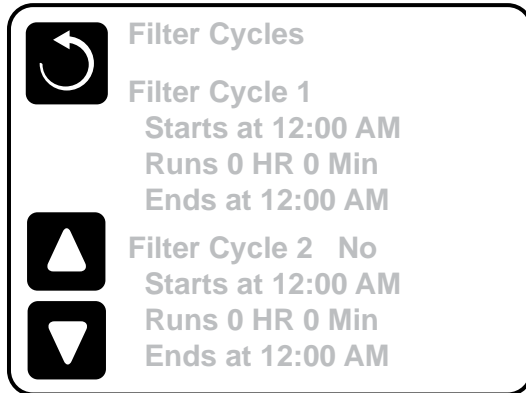 Filter Cycles
Filter Cycle 1
Starts at 12:00 AM
Runs 0 HR 0 Min
Ends at 12:00 AM
Filter Cycle 2 No
Starts at 12:00 AM
Runs 0 HR 0 Min
Ends at 12:00 AM